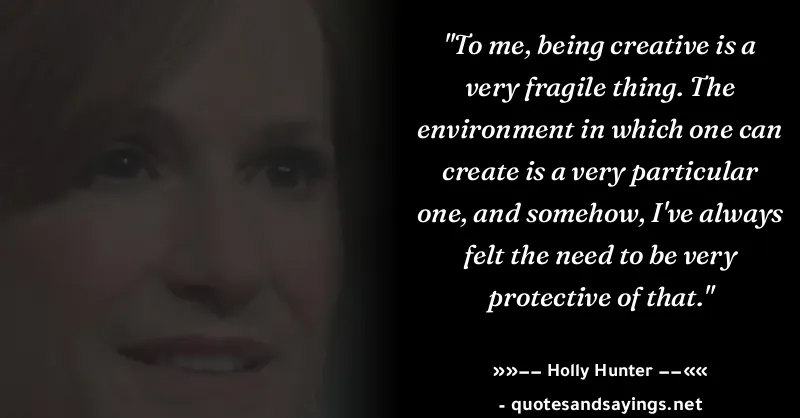 "To me, being creative is a
very fragile thing. The
environment in which one can
create is a very particular
one, and somehow, I've always
felt the need to be very
protective of that."
»»−− Holly Hunter −−««
- quotesandsayings.net